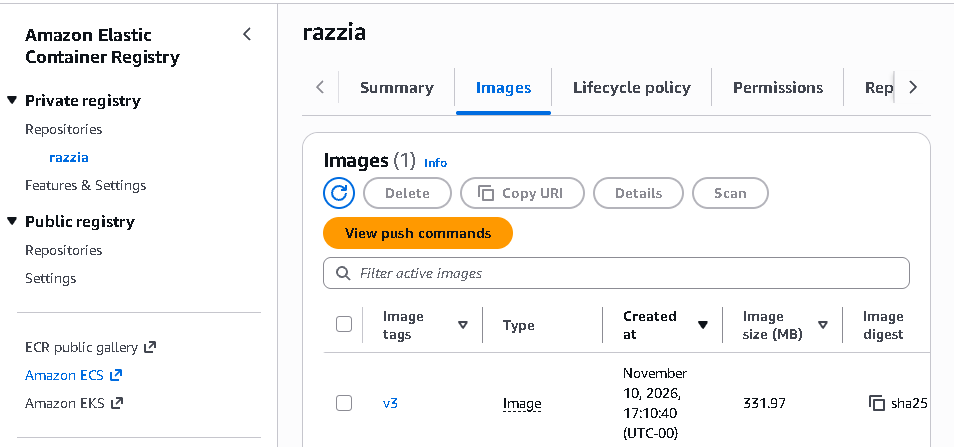 Amazon Elastic
Container Registry
Private registry
Repositories
razzia
Features & Settings
Public registry
Repositories
Settings
ECR public gallery
Amazon ECS
Amazon EKS
razzia
Summary
Images
Lifecycle policy
Permissions
Rep
Images (1) Info
Delete
Copy URI
Details
Scan
View push commands
Filter active images
Image
tags
Type
Created
at
Image
size (MB)
Image
digest
v3
Image
November
10, 2026,
17:10:40
(UTC-00)
331.97
sha25